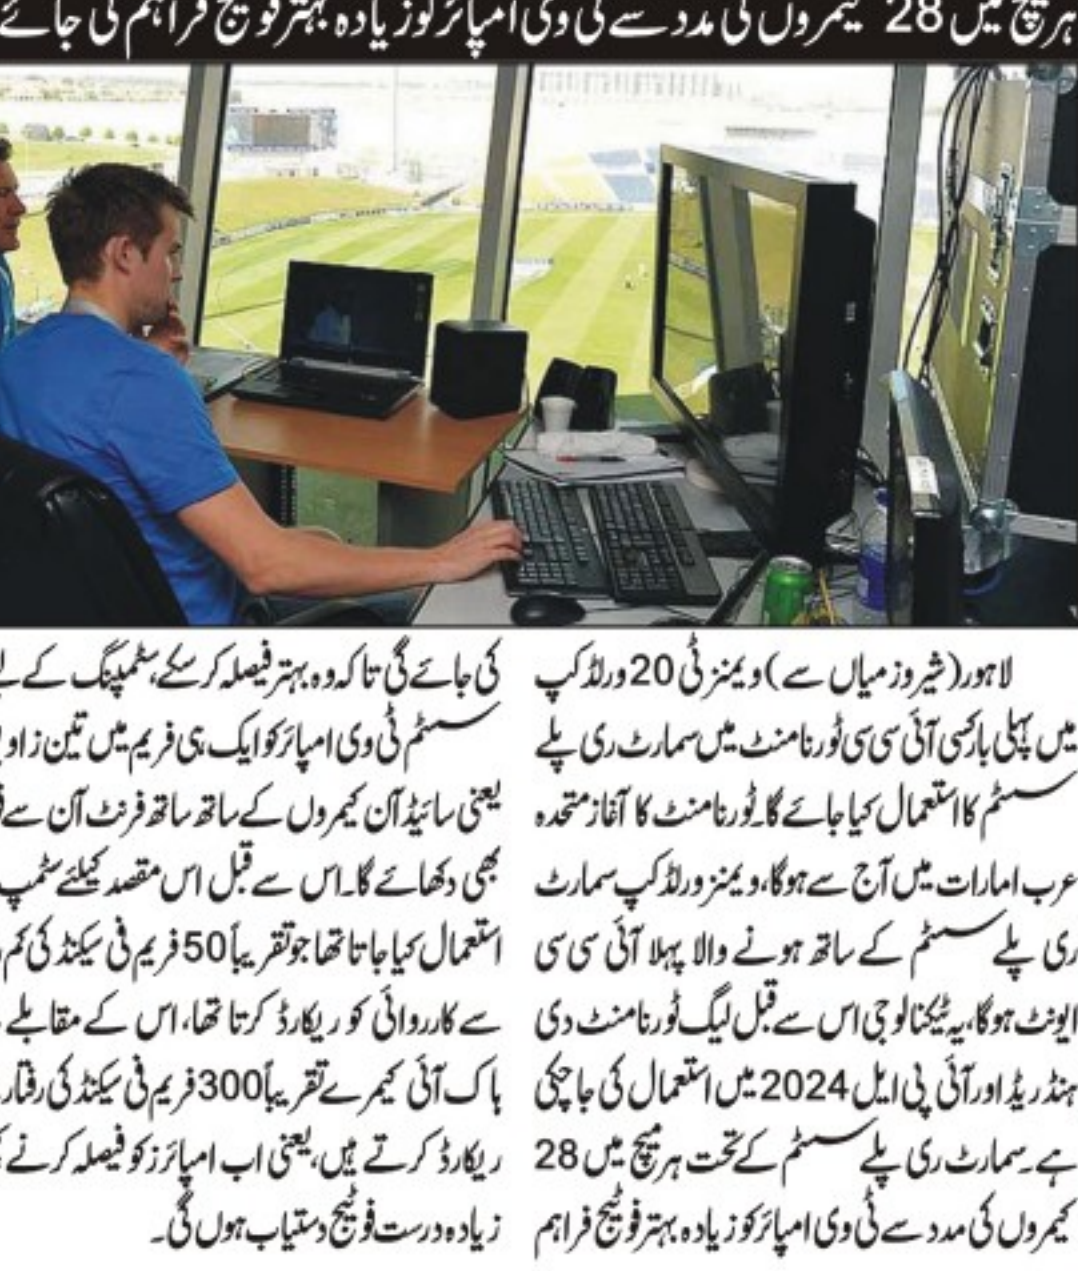 ہر میچ میں 28 کیمروں کی مدد سے ٹی وی امپائر کو زیادہ بہتر فوٹیج فراہم کی جائے
لاہور(شیروز میاں سے) ویمنز ٹی 20 ورلڈ کپ
میں پہلی بار کسی آئی سی سی ٹورنامنٹ میں سمارٹ ری پلے
سسٹم کا استعمال کیا جائے گا۔ٹورنامنٹ کا آغاز متحدہ
عرب امارات میں آج سے ہوگا، ویمنز ورلڈ کپ سمارٹ
ری پلے سسٹم کے ساتھ ہونے والا پہلا آئی سی سی
ایونٹ ہوگا، یہ ٹیکنالوجی اس سے قبل لیگ ٹورنامنٹ دی
ہنڈریڈ اور آئی پی ایل 2024 میں استعمال کی جا چکی
ہے۔ سمارٹ ری پلے سسٹم کے تحت ہر میچ میں 28
کیمروں کی مدد سے ٹی وی امپائر کو زیادہ بہتر فوٹیج فراہم
کی جائے گی تا کہ وہ بہتر فیصلہ کر سکے، سٹمپنگ کے
سسٹم ٹی وی امپائر کو ایک ہی فریم میں تین
یعنی سائیڈ آن کیمروں کے ساتھ ساتھ فرنٹ آن سے
بھی دکھائے گا۔ اس سے قبل اس مقصد کیلئے سٹمپ
استعمال کیا جاتا تھا جو تقریباً 50 فریم فی سیکنڈ کی کم
سے کارروائی کو ریکارڈ کرتا تھا، اس کے مقابلے
ہاک آئی کیمرے تقریباً 300 فریم فی سیکنڈ کی رفتار
ریکارڈ کرتے ہیں، یعنی اب امپائرز کو فیصلہ کرنے
زیادہ درست فوٹیج دستیاب ہوں گی۔